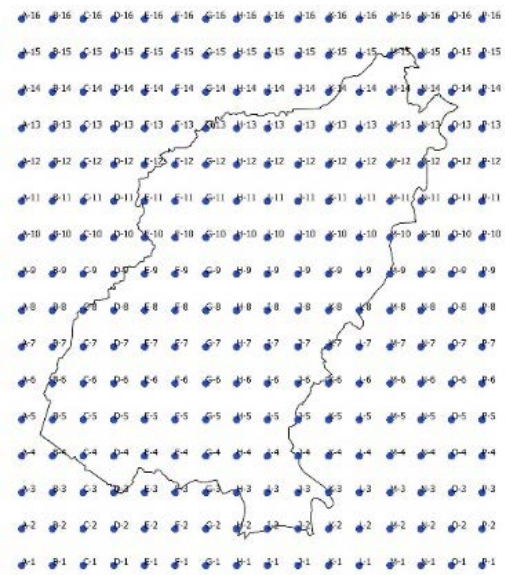 A-16 B-16 C-16 D-16 E-16 F-16 G-16 H-16 I-16 J-16 K-16 L-16 M-16 N-16 O-16 P-16
A-15 B-15 C-15 D-15 E-15 F-15 G-15 H-15 I-15 J-15 K-15 L-15 M-15 N-15 O-15 P-15
A-14 B-14 C-14 D-14 E-14 F-14 G-14 H-14 I-14 J-14 K-14 L-14 M-14 N-14 O-14 P-14
A-13 B-13 C-13 D-13 E-13 F-13 G-13 H-13 I-13 J-13 K-13 L-13 M-13 N-13 O-13 P-13
A-12 B-12 C-12 D-12 E-12 F-12 G-12 H-12 I-12 J-12 K-12 L-12 M-12 N-12 O-12 P-12
A-11 B-11 C-11 D-11 E-11 F-11 G-11 H-11 I-11 J-11 K-11 L-11 M-11 N-11 O-11 P-11
A-10 B-10 C-10 D-10 E-10 F-10 G-10 H-10 I-10 J-10 K-10 L-10 M-10 N-10 O-10 P-10
A-9 B-9 C-9 D-9 E-9 F-9 G-9 H-9 I-9 J-9 K-9 L-9 M-9 N-9 O-9 P-9
A-8 B-8 C-8 D-8 E-8 F-8 G-8 H-8 I-8 J-8 K-8 L-8 M-8 N-8 O-8 P-8
A-7 B-7 C-7 D-7 E-7 F-7 G-7 H-7 I-7 J-7 K-7 L-7 M-7 N-7 O-7 P-7
A-6 B-6 C-6 D-6 E-6 F-6 G-6 H-6 I-6 J-6 K-6 L-6 M-6 N-6 O-6 P-6
A-5 B-5 C-5 D-5 E-5 F-5 G-5 H-5 I-5 J-5 K-5 L-5 M-5 N-5 O-5 P-5
A-4 B-4 C-4 D-4 E-4 F-4 G-4 H-4 I-4 J-4 K-4 L-4 M-4 N-4 O-4 P-4
A-3 B-3 C-3 D-3 E-3 F-3 G-3 H-3 I-3 J-3 K-3 L-3 M-3 N-3 O-3 P-3
A-2 B-2 C-2 D-2 E-2 F-2 G-2 H-2 I-2 J-2 K-2 L-2 M-2 N-2 O-2 P-2
A-1 B-1 C-1 D-1 E-1 F-1 G-1 H-1 I-1 J-1 K-1 L-1 M-1 N-1 O-1 P-1